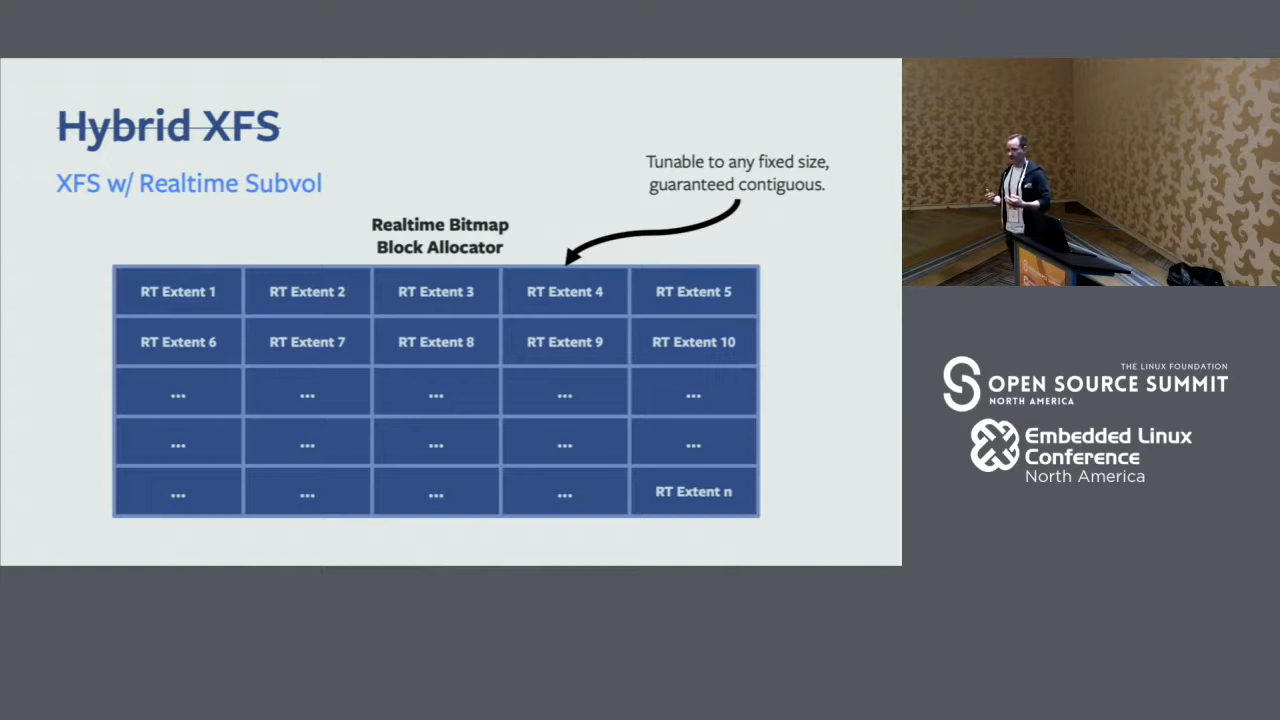 Hybrid XFS
XFS w/ Realtime Subvol
Tunable to any fixed size,
guaranteed contiguous.
Realtime Bitmap
Block Allocator
RT Extent 1 RT Extent 2 RT Extent 3 RT Extent 4 RT Extent 5
RT Extent 6 RT Extent 7 RT Extent 8 RT Extent 9 RT Extent 10
... ... ... ... ...
... ... ... ... ...
... ... ... ... RT Extent n
THE LINUX FOUNDATION
OPEN SOURCE SUMMIT
NORTH AMERICA
Embedded Linux
Conference
North America